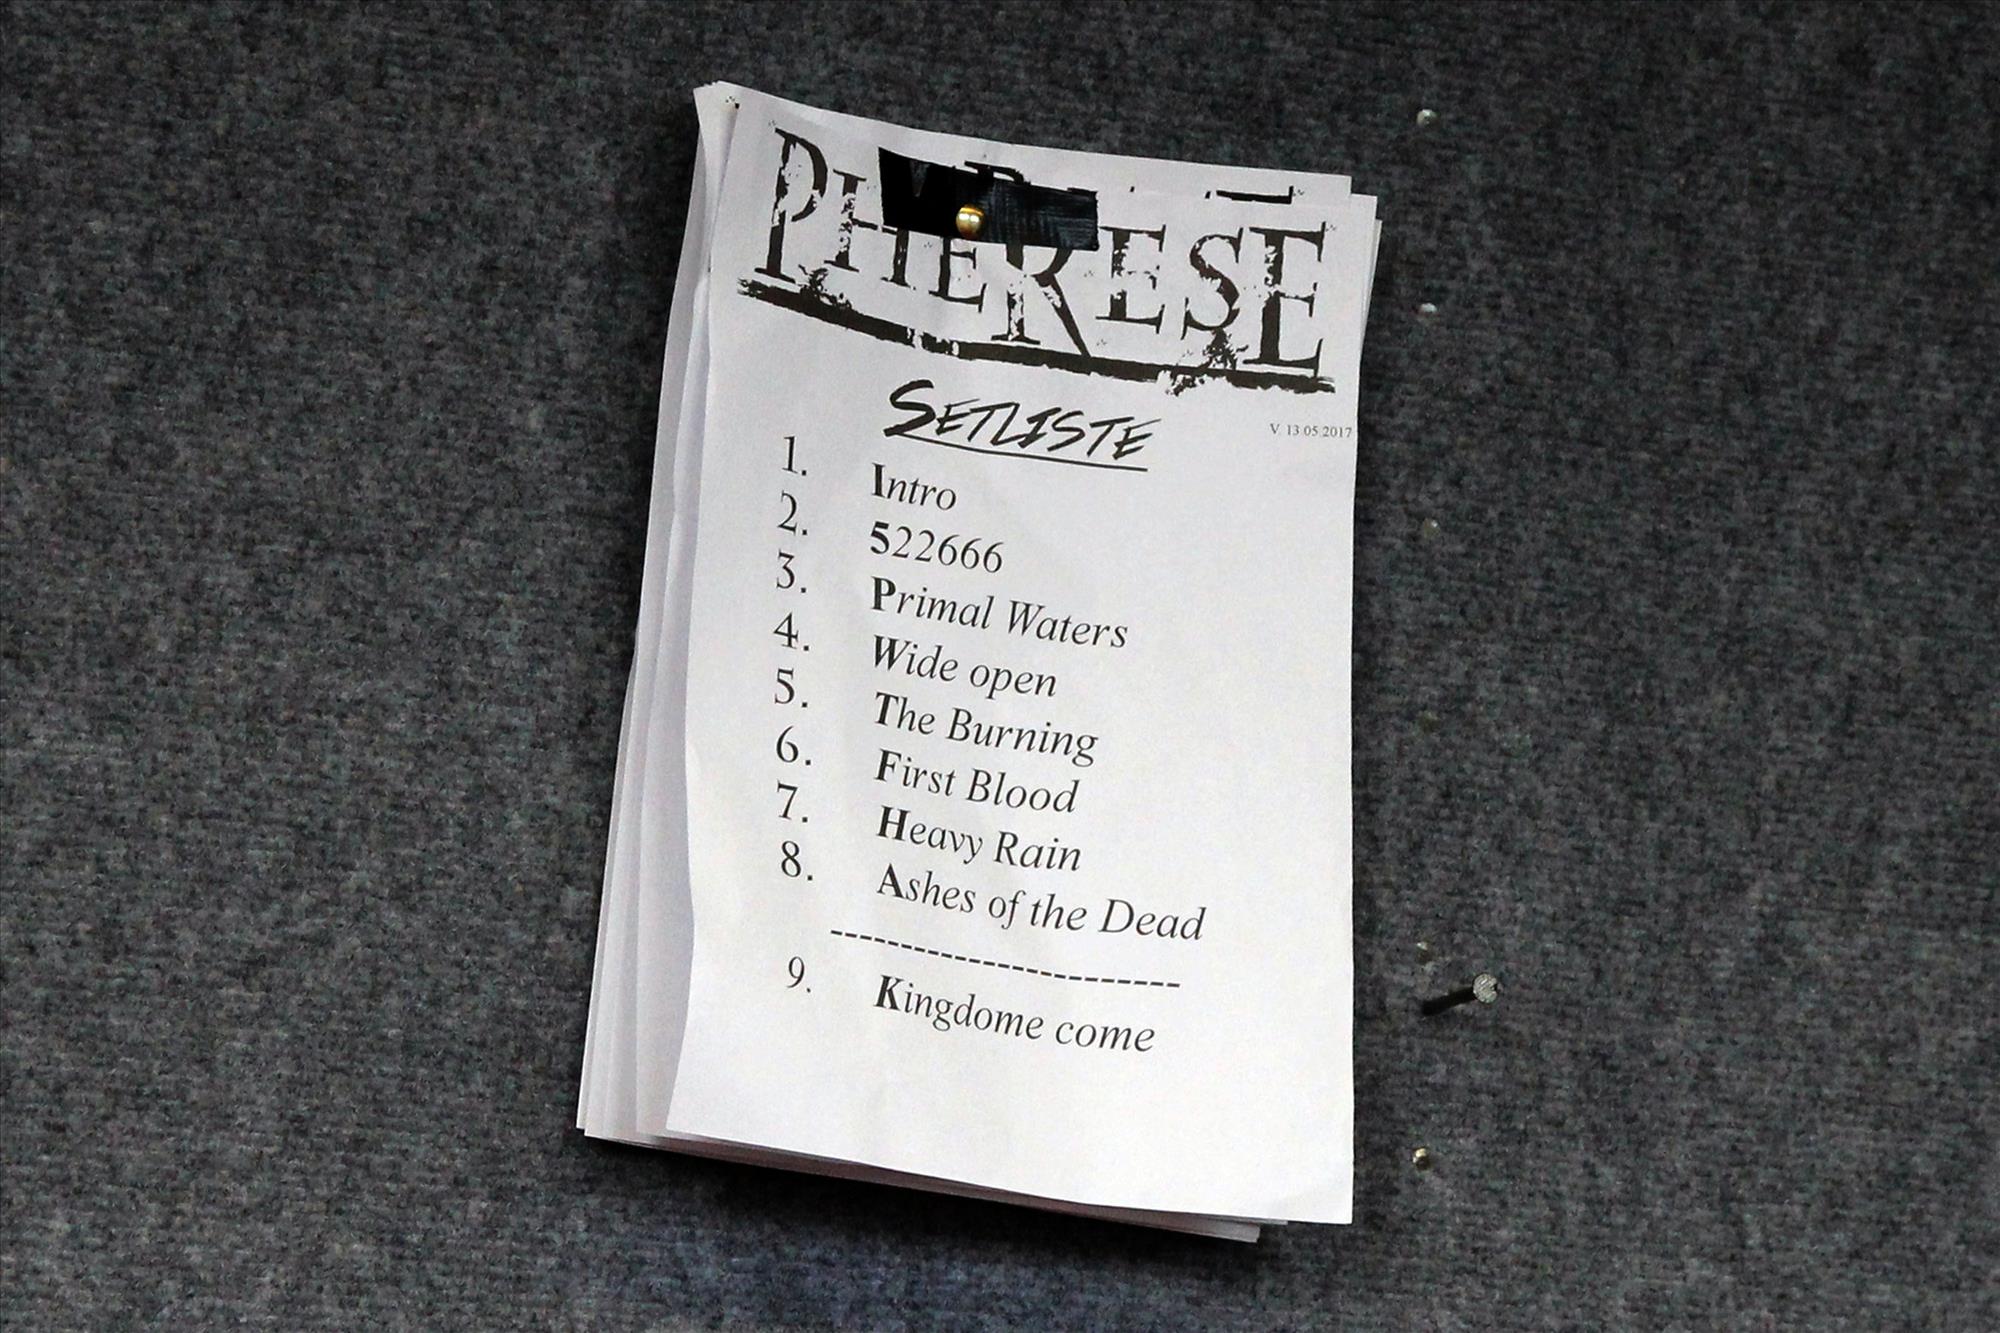 PHERESE
SETLISTE
V. 13.05.2017
1. Intro
2. 522666
3. Primal Waters
4. Wide open
5. The Burning
6. First Blood
7. Heavy Rain
8. Ashes of the Dead
-------------------------
9. Kingdome come